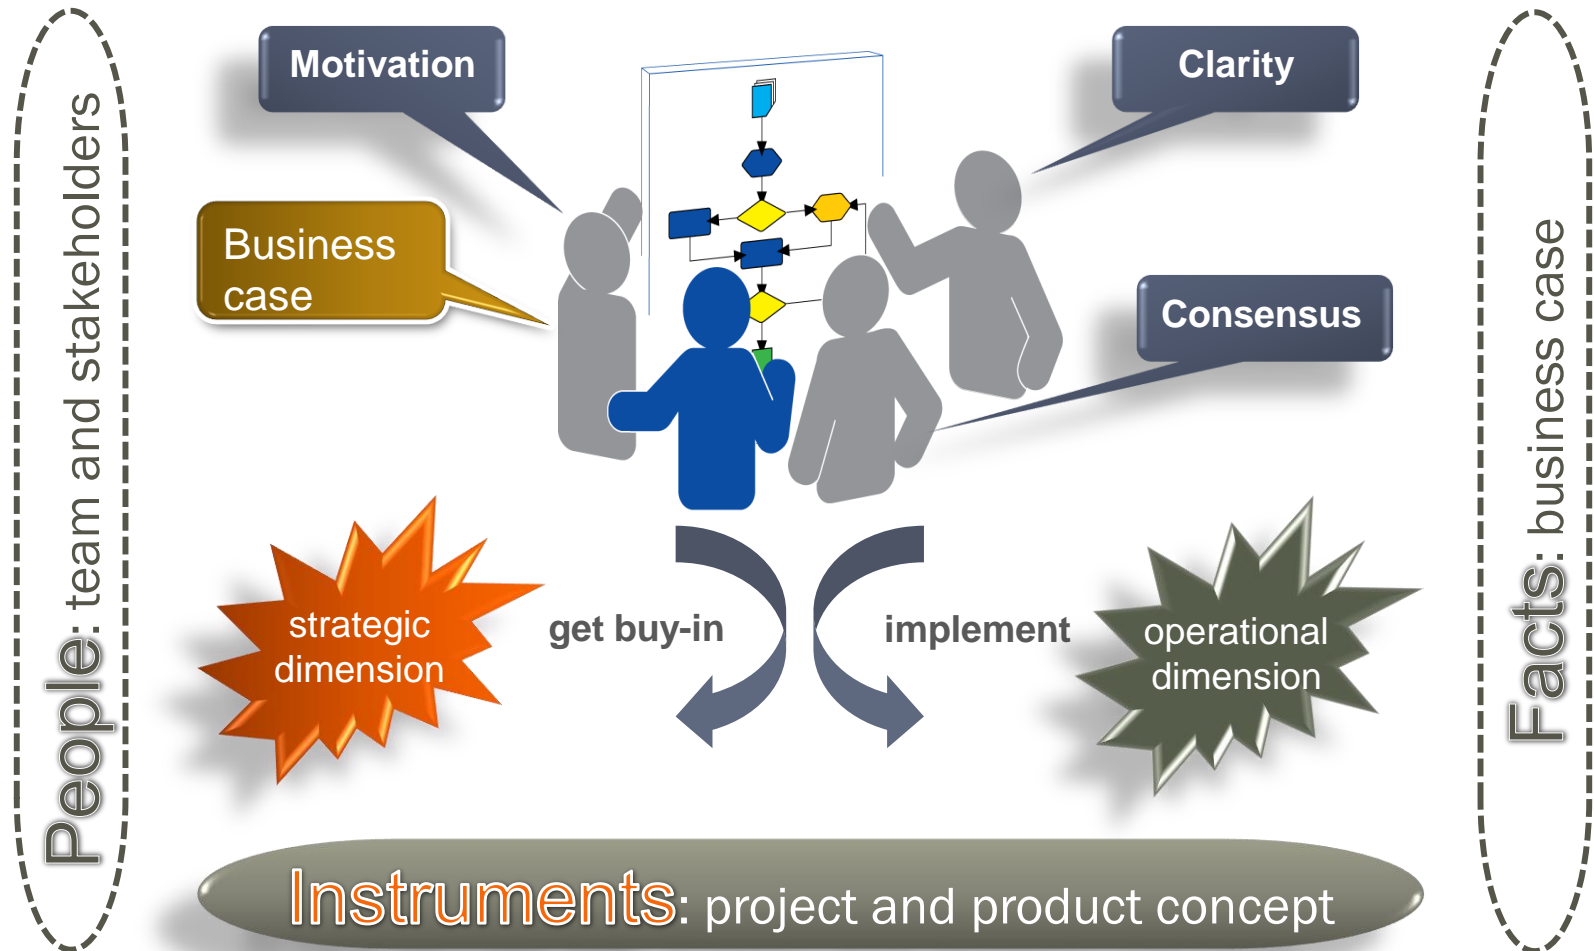 People: team and stakeholders
Motivation
Clarity
Business
case
Consensus
strategic
dimension
get buy-in
implement
operational
dimension
Facts: business case
Instruments: project and product concept